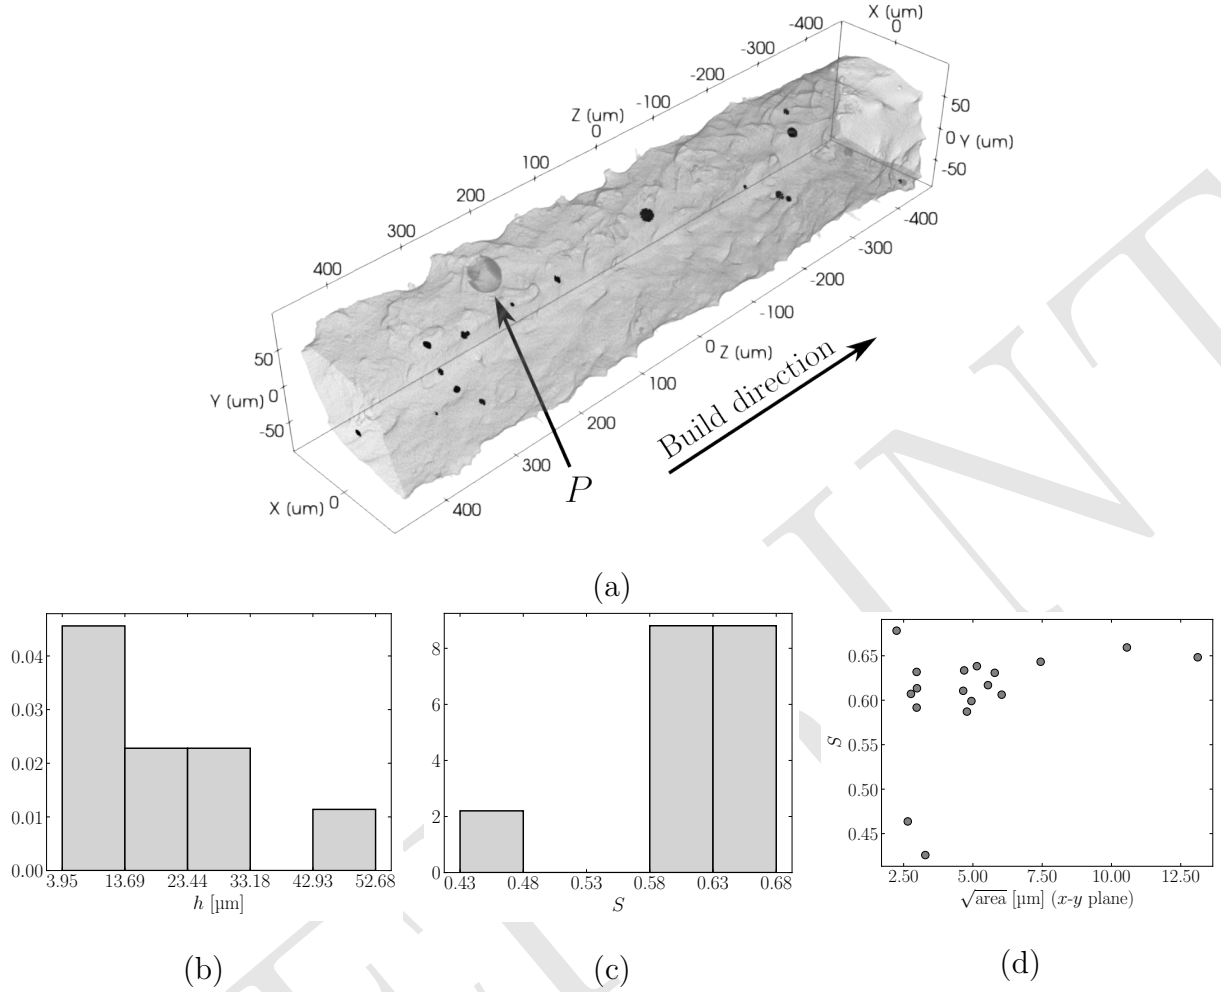 X (um)
0
-400
-300
-200
-100
Z (um)
0
100
200
300
400
50
0 Y (um)
-50
-400
-300
-200
-100
0 Z (um)
100
200
300
400
50
Y (um) 0
-50
X (um) 0
Build direction
P
(a)
0.04
0.03
0.02
0.01
0.00
3.95 13.69 23.44 33.18 42.93 52.68
h [µm]
(b)
8
6
4
2
0
0.43 0.48 0.53 0.58 0.63 0.68
S
(c)
0.65
0.60
0.55
0.50
0.45
S
2.50 5.00 7.50 10.00 12.50
√area [µm] (x-y plane)
(d)